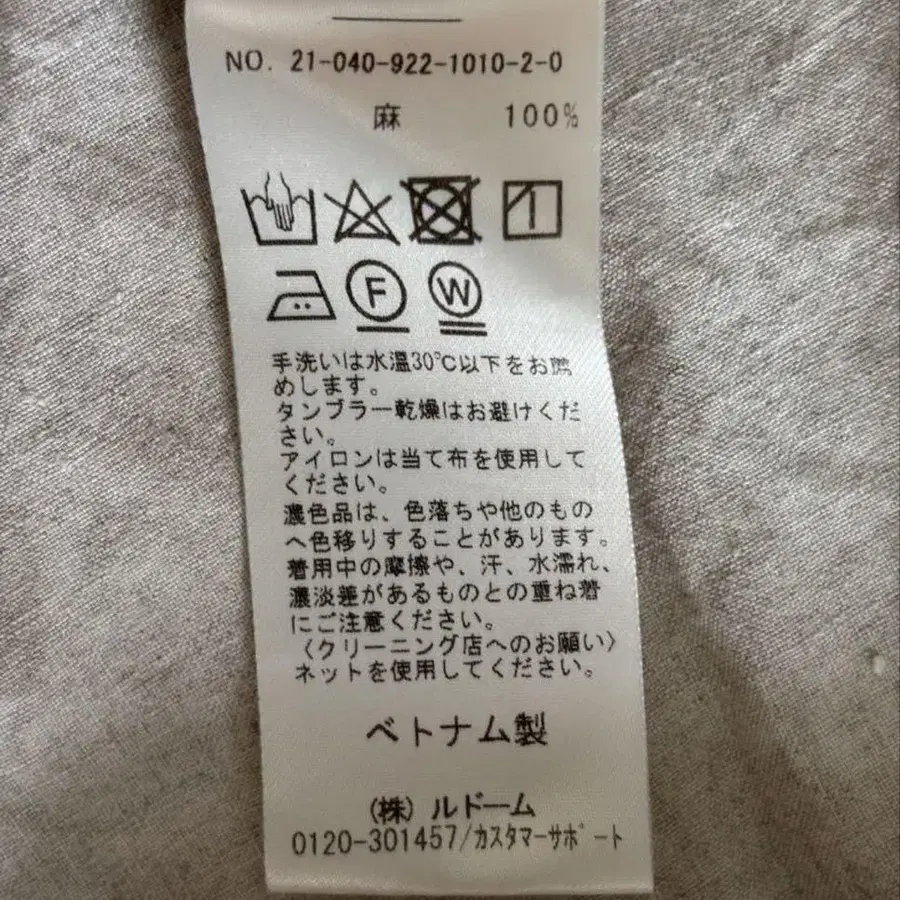 NO. 21-040-922-1010-2-0
麻 100%
F W
手洗いは水温30℃以下をお薦
めします。
タンブラー乾燥はお避けくだ
さい。
アイロンは当て布を使用して
ください。
濃色品は、色落ちや他のもの
へ色移りすることがあります。
着用中の摩擦や、汗、水濡れ、
濃淡差があるものとの重ね着
にご注意ください。
〈クリーニング店へのお願い〉
ネットを使用してください。
ベトナム製
(株)ルドーム
0120-301457/カスタマーサポート